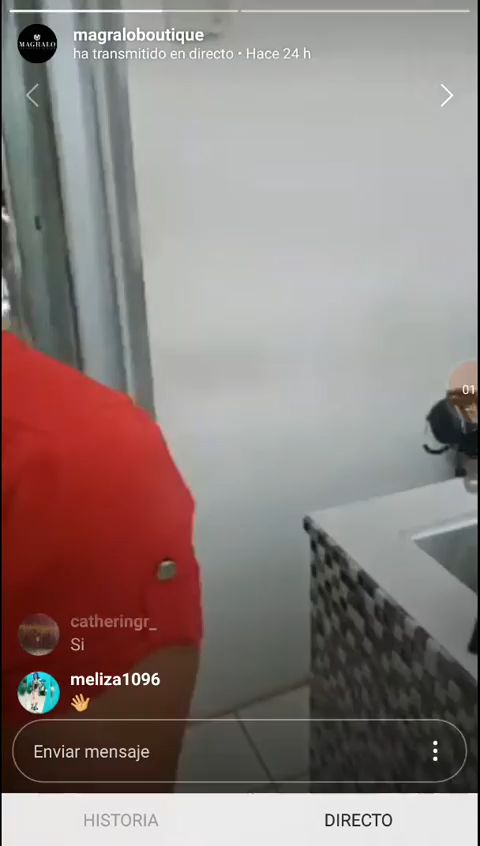 MAGRALO
magraloboutique
ha transmitido en directo • Hace 24 h
01
catheringr_
Si
meliza1096
Enviar mensaje
HISTORIA
DIRECTO